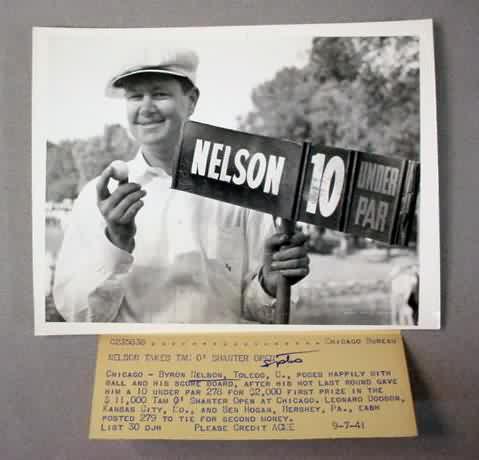 NELSON 10 UNDER PAR
C235638 CHICAGO BUREAU
NELSON TAKES TAM O' SHANTER OPEN
CHICAGO - BYRON NELSON, TOLEDO, O., POSES HAPPILY WITH
BALL AND HIS SCORE BOARD, AFTER HIS HOT LAST ROUND GAVE
HIM A 10 UNDER PAR 278 FOR $2,000 FIRST PRIZE IN THE
$ 11,000 TAM O' SHANTER OPEN AT CHICAGO. LEONARD DODSON,
KANSAS CITY, MO., AND BEN HOGAN, HERSHEY, PA., EACH
POSTED 279 TO TIE FOR SECOND MONEY.
LIST 30 DJH PLEASE CREDIT ACME 9-7-41